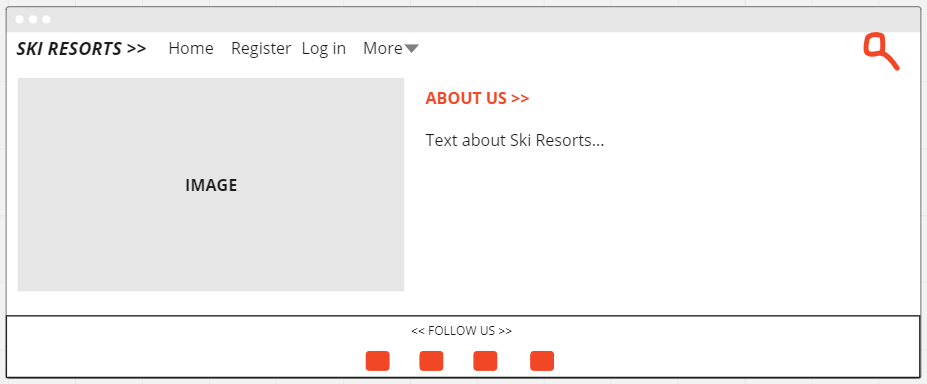 SKI RESORTS >> Home Register Log in More
ABOUT US >>
Text about Ski Resorts...
IMAGE
<< FOLLOW US >>